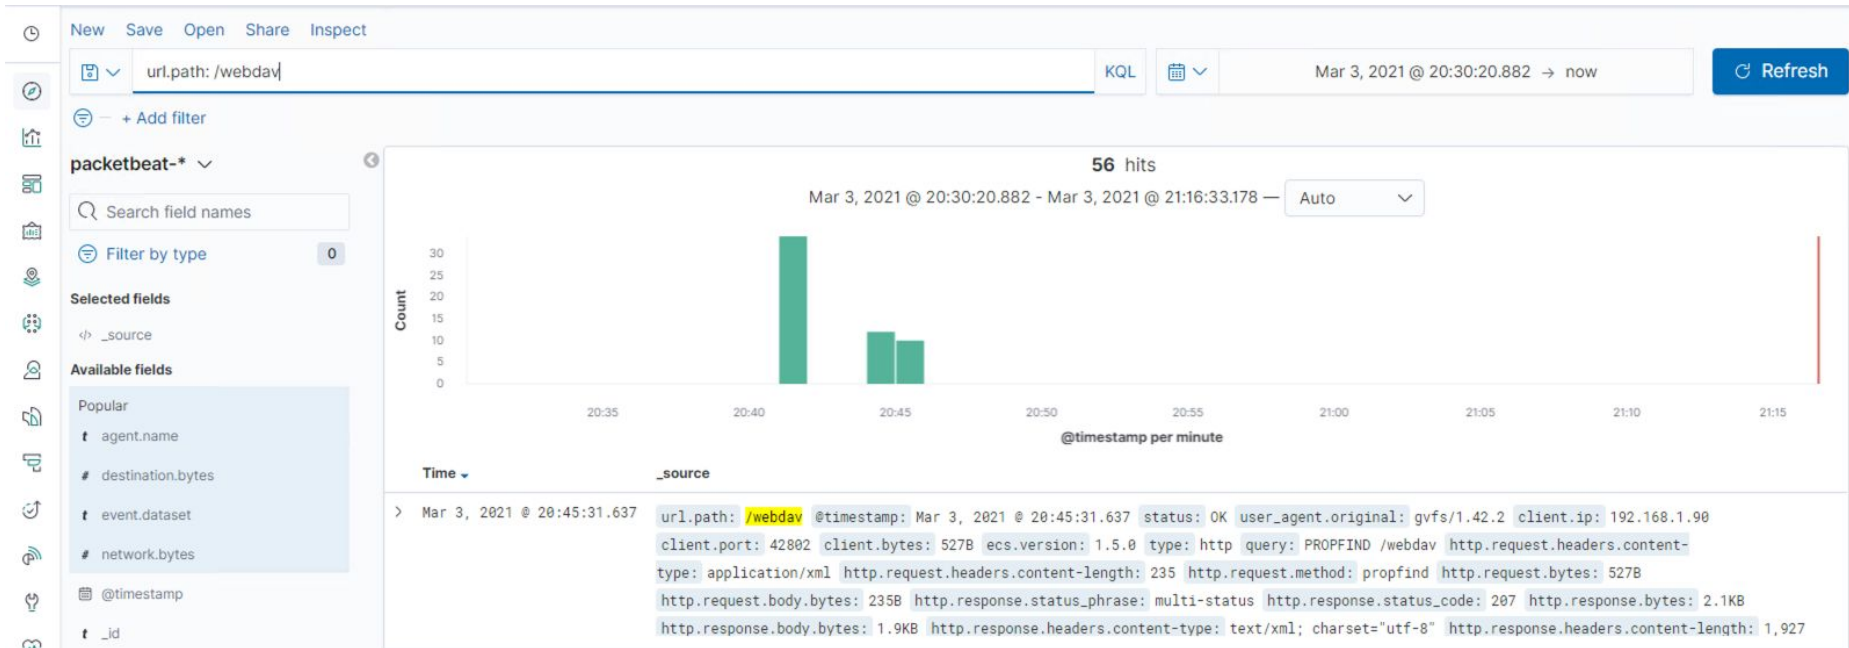 New Save Open Share Inspect
url.path: /webdav
KQL
Mar 3, 2021 @ 20:30:20.882 → now
Refresh
+ Add filter
packetbeat-*
Search field names
Filter by type 0
Selected fields
</> _source
Available fields
Popular
t agent.name
# destination.bytes
t event.dataset
# network.bytes
@timestamp
t _id
56 hits
Mar 3, 2021 @ 20:30:20.882 - Mar 3, 2021 @ 21:16:33.178 — Auto
Count
30
25
20
15
10
5
0
20:35 20:40 20:45 20:50 20:55 21:00 21:05 21:10 21:15
@timestamp per minute
Time _source
> Mar 3, 2021 @ 20:45:31.637
url.path: /webdav @timestamp: Mar 3, 2021 @ 20:45:31.637 status: OK user_agent.original: gvfs/1.42.2 client.ip: 192.168.1.90
client.port: 42802 client.bytes: 527B ecs.version: 1.5.0 type: http query: PROPFIND /webdav http.request.headers.content-
type: application/xml http.request.headers.content-length: 235 http.request.method: propfind http.request.bytes: 527B
http.request.body.bytes: 235B http.response.status_phrase: multi-status http.response.status_code: 207 http.response.bytes: 2.1KB
http.response.body.bytes: 1.9KB http.response.headers.content-type: text/xml; charset="utf-8" http.response.headers.content-length: 1,927